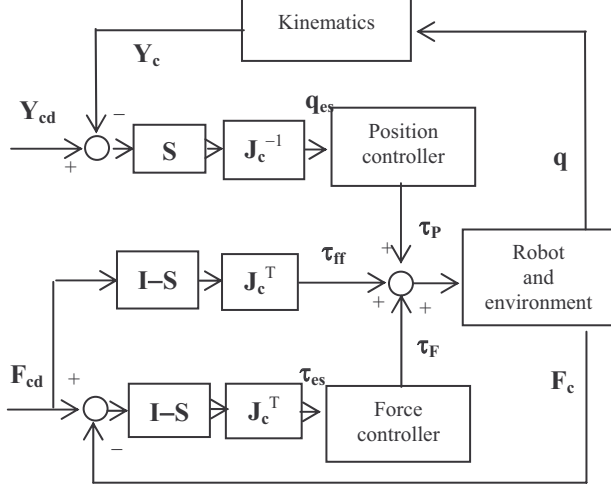 Kinematics
Y_c
Y_cd
−
q_es
+
S
J_c^−1
Position
controller
q
+
τ_P
Robot
and
environment
I–S
J_c^T
τ_ff
+
+
τ_F
F_cd
+
τ_es
F_c
I–S
J_c^T
Force
controller
−